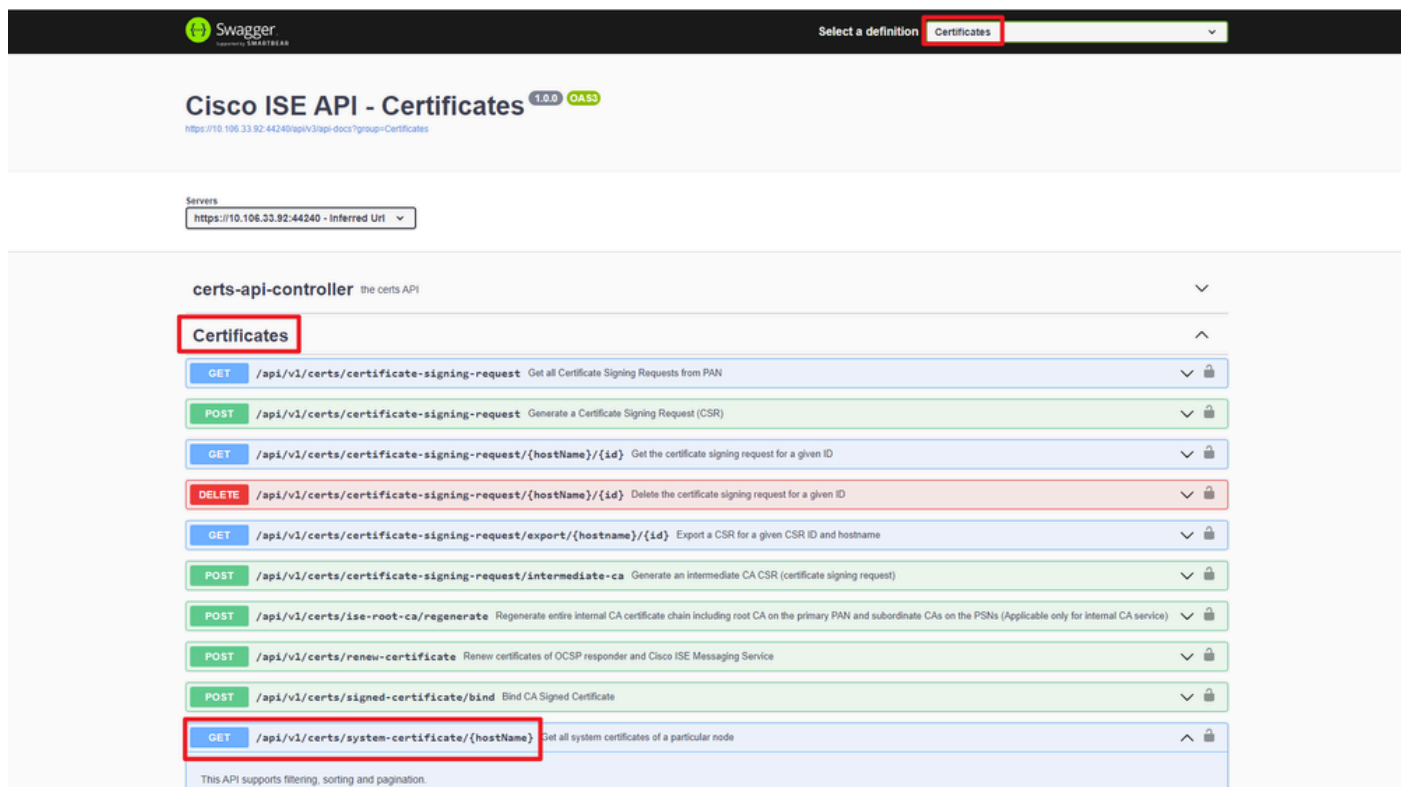 Swagger
Supported by SMARTBEAR
Select a definition
Certificates
Cisco ISE API - Certificates 1.0.0 OAS3
https://10.106.33.92:44240/api/v3/api-docs?group=Certificates
Servers
https://10.106.33.92:44240 - Inferred Url
certs-api-controller the certs API
Certificates
GET /api/v1/certs/certificate-signing-request Get all Certificate Signing Requests from PAN
POST /api/v1/certs/certificate-signing-request Generate a Certificate Signing Request (CSR)
GET /api/v1/certs/certificate-signing-request/{hostName}/{id} Get the certificate signing request for a given ID
DELETE /api/v1/certs/certificate-signing-request/{hostName}/{id} Delete the certificate signing request for a given ID
GET /api/v1/certs/certificate-signing-request/export/{hostname}/{id} Export a CSR for a given CSR ID and hostname
POST /api/v1/certs/certificate-signing-request/intermediate-ca Generate an intermediate CA CSR (certificate signing request)
POST /api/v1/certs/ise-root-ca/regenerate Regenerate entire internal CA certificate chain including root CA on the primary PAN and subordinate CAs on the PSNs (Applicable only for internal CA service)
POST /api/v1/certs/renew-certificate Renew certificates of OCSP responder and Cisco ISE Messaging Service
POST /api/v1/certs/signed-certificate/bind Bind CA Signed Certificate
GET /api/v1/certs/system-certificate/{hostName} Get all system certificates of a particular node
This API supports filtering, sorting and pagination.